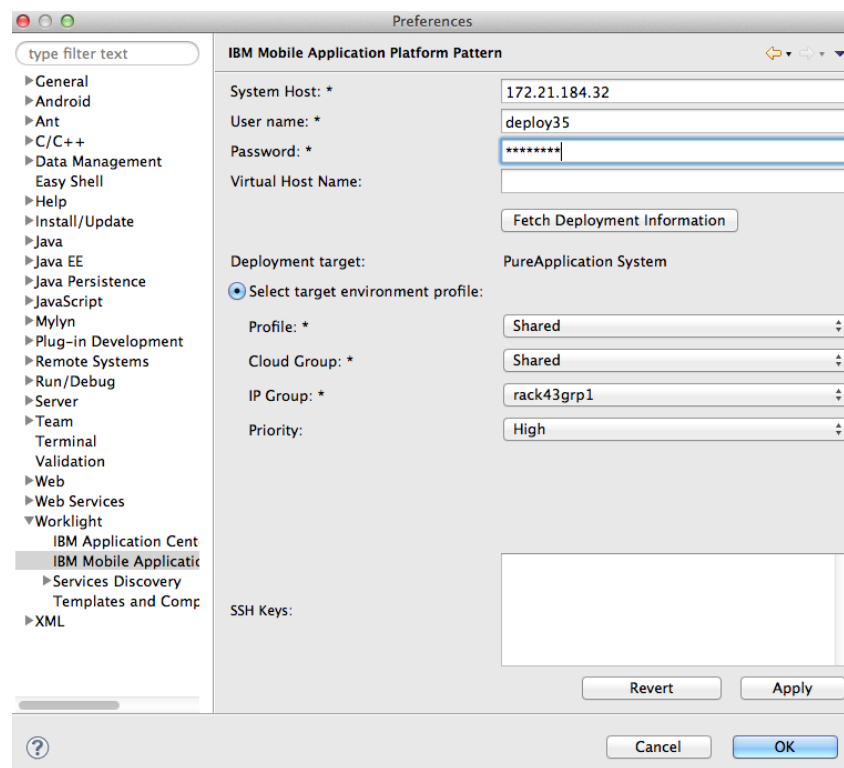 Preferences
type filter text
General
Android
Ant
C/C++
Data Management
Easy Shell
Help
Install/Update
Java
Java EE
Java Persistence
JavaScript
Mylyn
Plug-in Development
Remote Systems
Run/Debug
Server
Team
Terminal
Validation
Web
Web Services
Worklight
IBM Application Cent
IBM Mobile Applicatic
Services Discovery
Templates and Comp
XML
IBM Mobile Application Platform Pattern
System Host: * 172.21.184.32
User name: * deploy35
Password: * ********
Virtual Host Name:
Fetch Deployment Information
Deployment target: PureApplication System
Select target environment profile:
Profile: * Shared
Cloud Group: * Shared
IP Group: * rack43grp1
Priority: High
SSH Keys:
Revert Apply
? Cancel OK